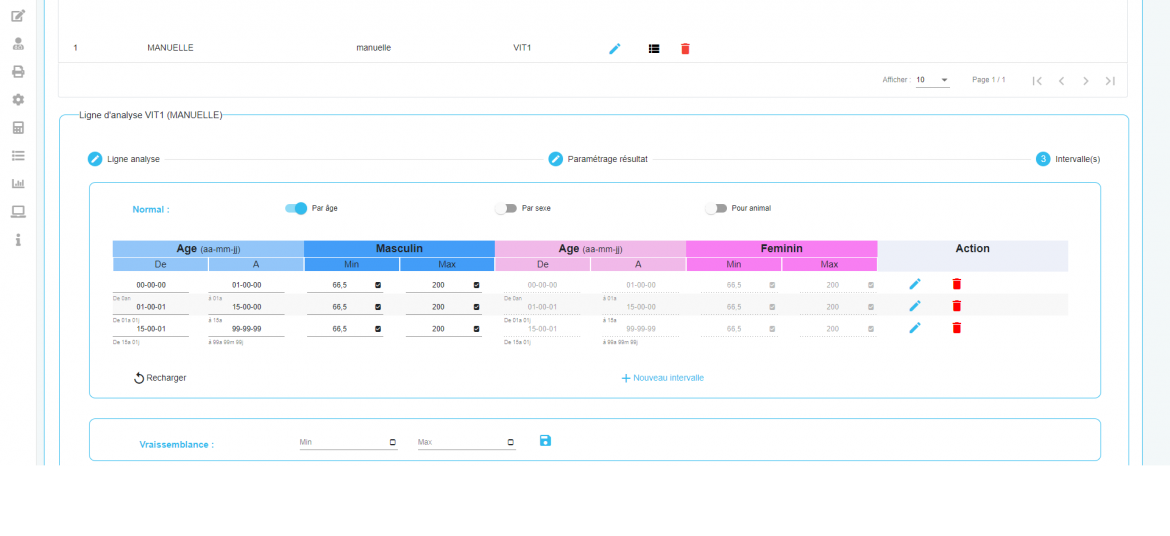 1 MANUELLE manuelle VIT1
Afficher : 10 Page 1 / 1
Ligne d'analyse VIT1 (MANUELLE)
Ligne analyse Paramétrage résultat 3 Intervalle(s)
Normal : Par âge Par sexe Pour animal
Age (aa-mm-jj) Masculin Age (aa-mm-jj) Feminin Action
De A Min Max De A Min Max
00-00-00 01-00-00 66,5 200 00-00-00 01-00-00 66,5 200
De 0an à 01a De 0an à 01a
01-00-01 15-00-00 66,5 200 01-00-01 15-00-00 66,5 200
De 01a 01j à 15a De 01a 01j à 15a
15-00-01 99-99-99 66,5 200 15-00-01 99-99-99 66,5 200
De 15a 01j à 99a 99m 99j De 15a 01j à 99a 99m 99j
Recharger + Nouveau intervalle
Vraissemblance : Min Max